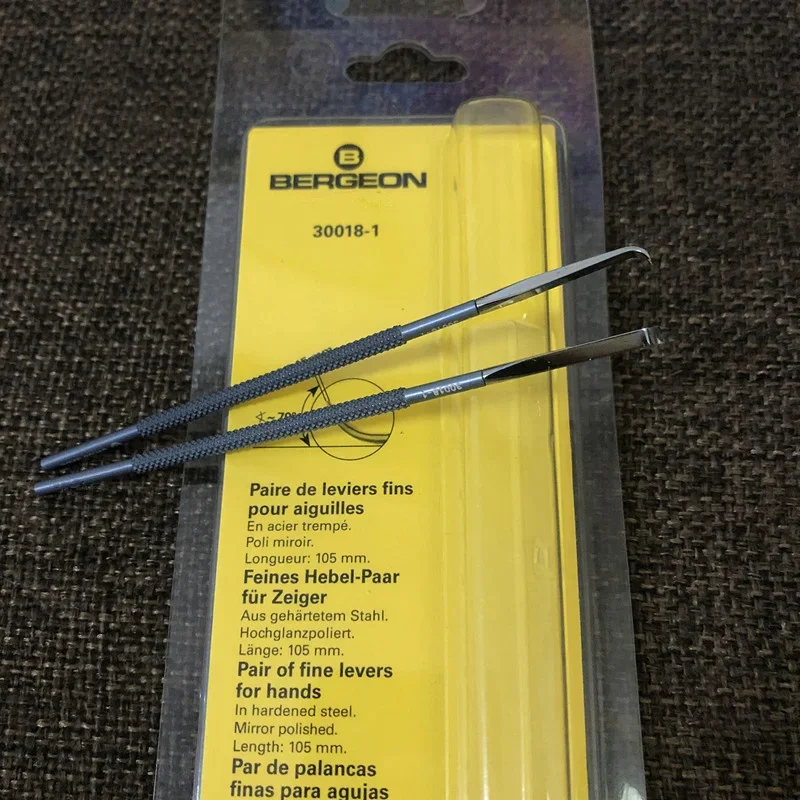 B
BERGEON
30018-1
30018-1
Paire de leviers fins
pour aiguilles
En acier trempé.
Poli miroir.
Longueur: 105 mm.
Feines Hebel-Paar
für Zeiger
Aus gehärtetem Stahl.
Hochglanzpoliert.
Länge: 105 mm.
Pair of fine levers
for hands
In hardened steel.
Mirror polished.
Length: 105 mm.
Par de palancas
finas para agujas